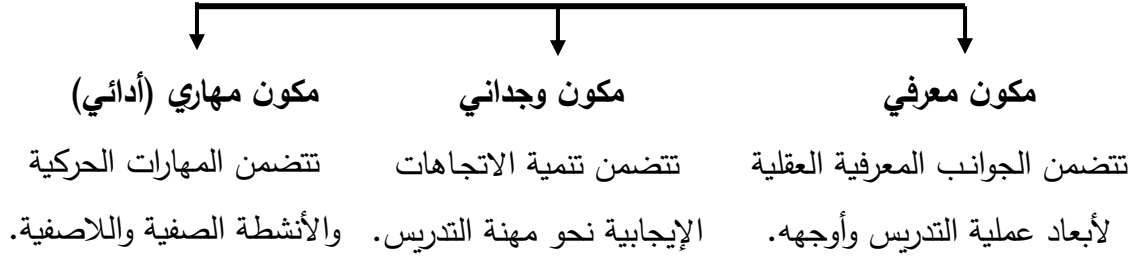 مكون معرفي
تتضمن الجوانب المعرفية العقلية
لأبعاد عملية التدريس وأوجهه.
مكون وجداني
تتضمن تنمية الاتجاهات
الإيجابية نحو مهنة التدريس.
مكون مهاري (أدائي)
تتضمن المهارات الحركية
والأنشطة الصفية واللاصفية.